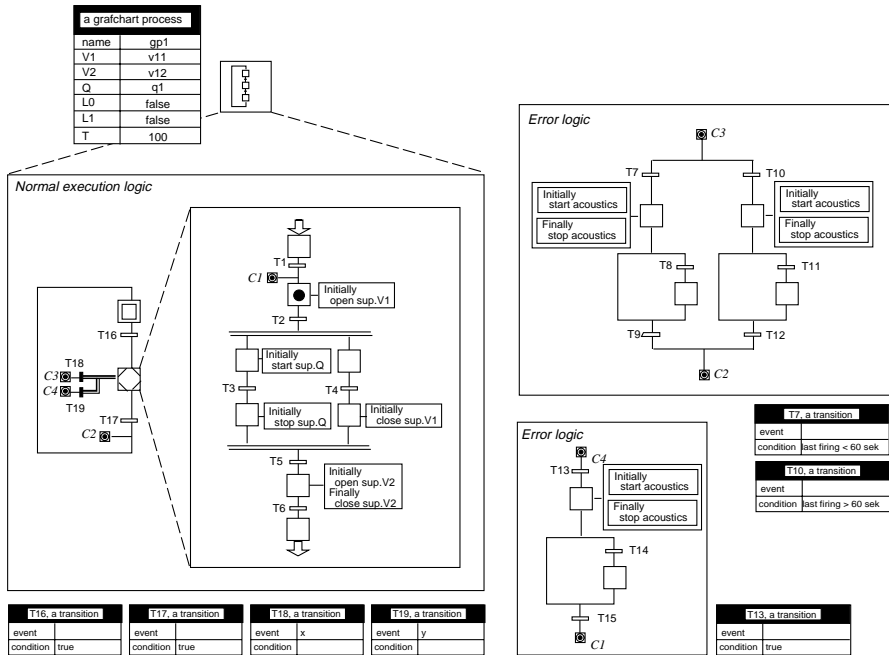 a grafchart process
name gp1
V1 v11
V2 v12
Q q1
L0 false
L1 false
T 100
Normal execution logic
T16
T18
C3
C4
T19
T17
C2
T1
C1
Initially
open sup.V1
T2
Initially
start sup.Q
T3
T4
Initially
stop sup.Q
Initially
close sup.V1
T5
Initially
open sup.V2
Finally
close sup.V2
T6
Error logic
C3
T7
T10
Initially
start acoustics
Finally
stop acoustics
Initially
start acoustics
Finally
stop acoustics
T8
T11
T9
T12
C2
Error logic
C4
T13
Initially
start acoustics
Finally
stop acoustics
T14
T15
C1
T7, a transition
event
condition last firing < 60 sek
T10, a transition
event
condition last firing > 60 sek
T16, a transition
event
condition true
T17, a transition
event
condition true
T18, a transition
event x
condition
T19, a transition
event y
condition
T13, a transition
event
condition true